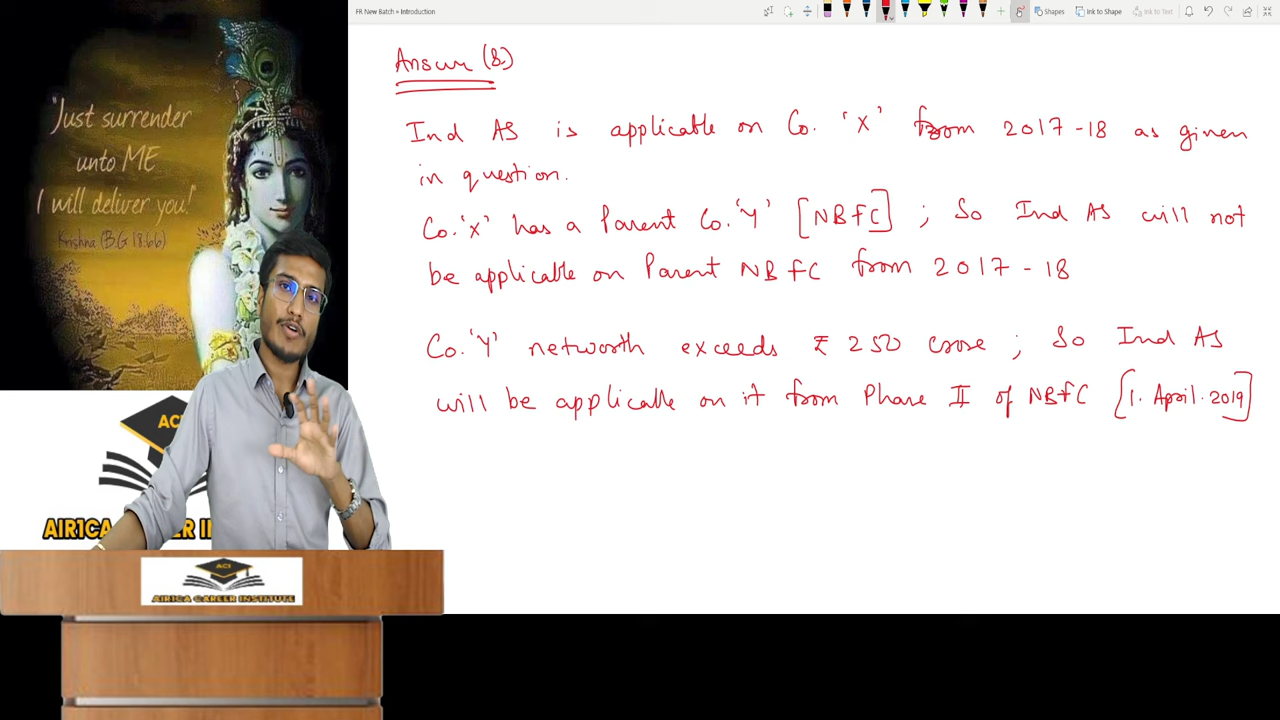 FR New Batch » Introduction
Shapes
Ink to Shape
Ink to Text
"Just surrender
unto ME
I will deliver you!"
- Krishna (B.G 18:66)
Answer (8.)
Ind AS is applicable on Co. 'X' from 2017-18 as given
in question.
Co. 'X' has a Parent Co. 'Y' [NBFC] ; So Ind AS will not
be applicable on Parent NBFC from 2017-18
Co. 'Y' networth exceeds ₹ 250 crore ; So Ind AS
will be applicable on it from Phase II of NBFC [1. April. 2019]
ACI
AIR1CA
ACI
AIR1CA CAREER INSTITUTE